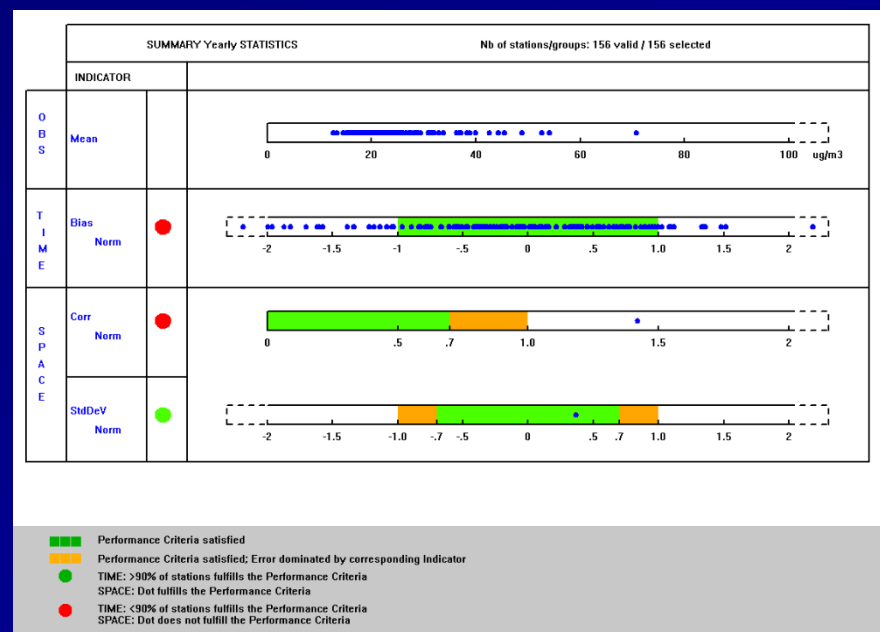 SUMMARY Yearly STATISTICS Nb of stations/groups: 156 valid / 156 selected
INDICATOR
O
B
S
Mean
0 20 40 60 80 100 ug/m3
T
I
M
E
Bias
Norm
-2 -1.5 -1 -.5 0 .5 1.0 1.5 2
S
P
A
C
E
Corr
Norm
0 .5 .7 1.0 1.5 2
StdDeV
Norm
-2 -1.5 -1.0 -.7 -.5 0 .5 .7 1.0 1.5 2
Performance Criteria satisfied
Performance Criteria satisfied; Error dominated by corresponding Indicator
TIME: >90% of stations fulfills the Performance Criteria
SPACE: Dot fulfills the Performance Criteria
TIME: <90% of stations fulfills the Performance Criteria
SPACE: Dot does not fulfill the Performance Criteria